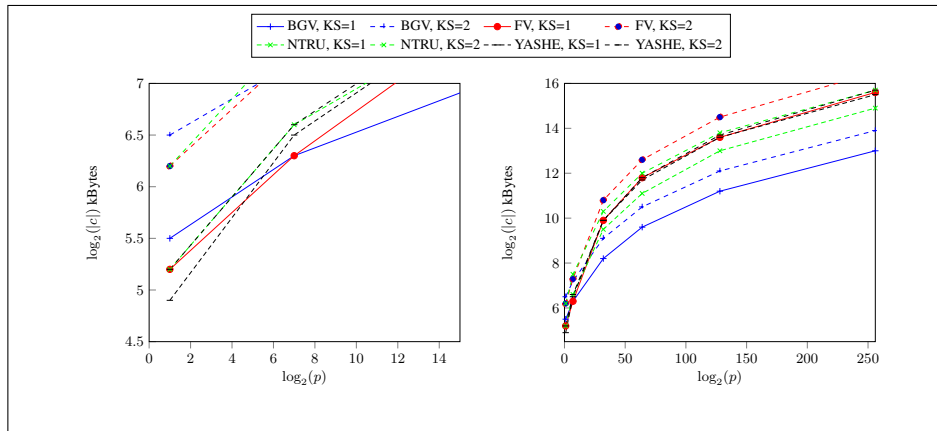 BGV, KS=1 BGV, KS=2 FV, KS=1 FV, KS=2
NTRU, KS=1 NTRU, KS=2 YASHE, KS=1 YASHE, KS=2
7
6.5
6
5.5
5
4.5
log₂(|c|) kBytes
0 2 4 6 8 10 12 14
log₂(p)
16
14
12
10
8
6
log₂(|c|) kBytes
0 50 100 150 200 250
log₂(p)